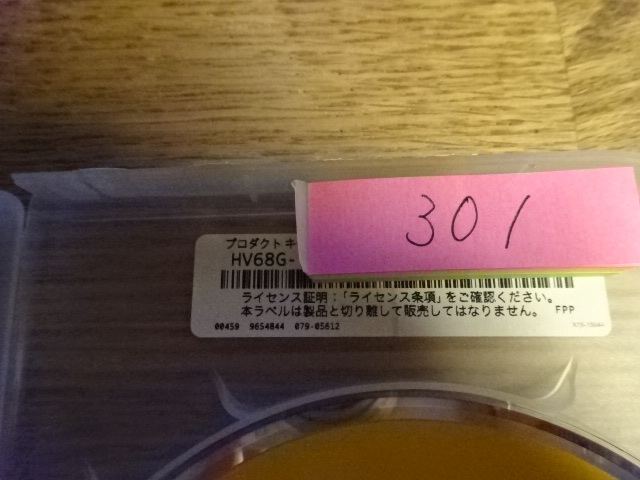 301
プロダクト キ
HV68G-
ライセンス証明：「ライセンス条項」をご確認ください。
本ラベルは製品と切り離して販売してはなりません。 FPP
00459 9654844 079-05612